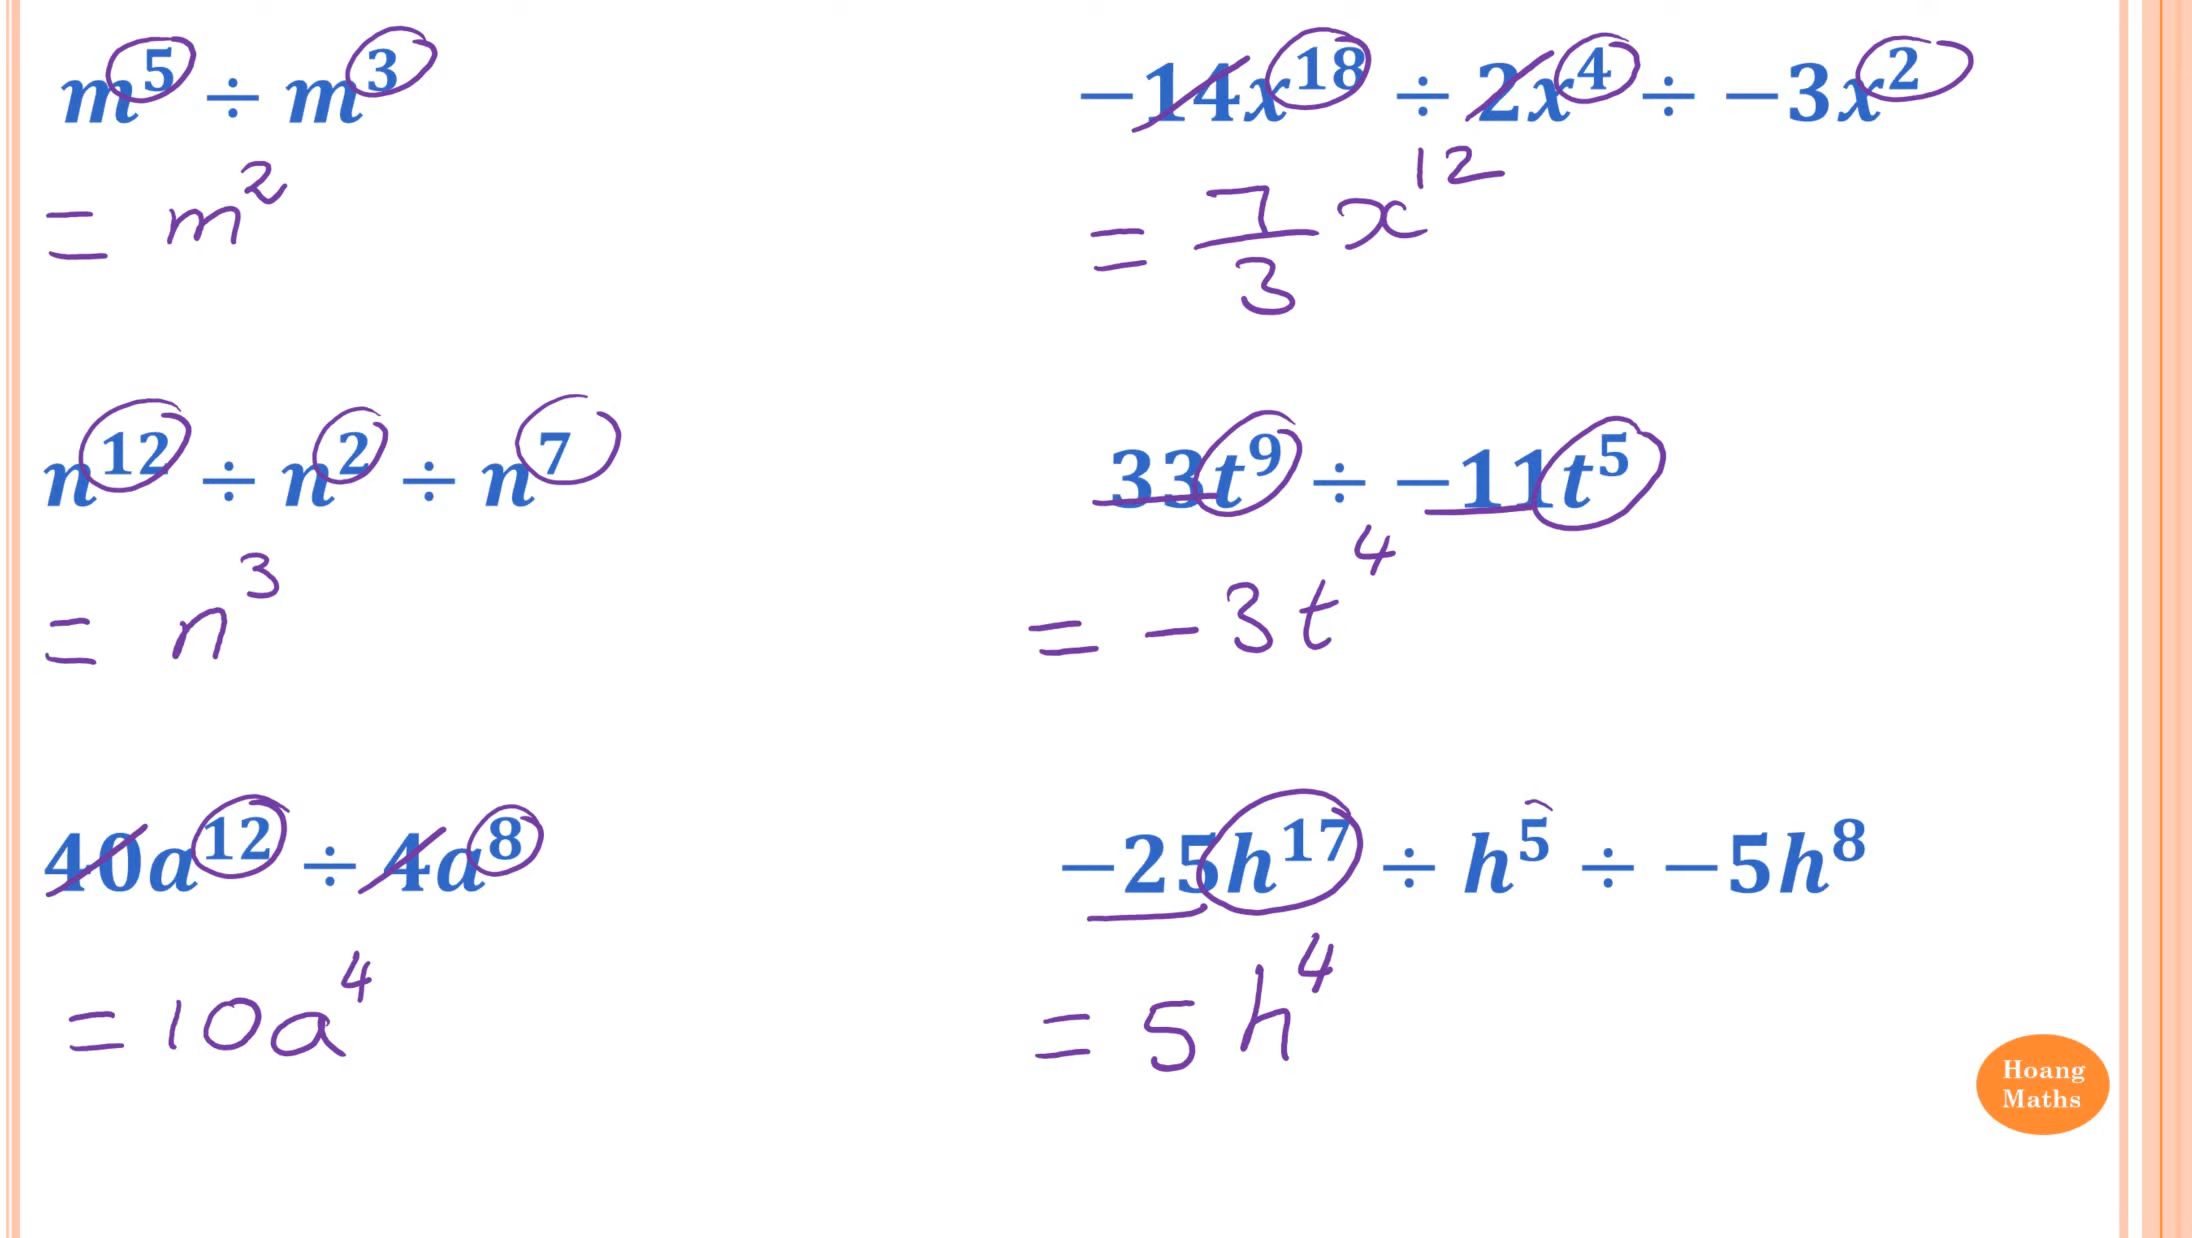 m⁵ ÷ m³
= m²
n¹² ÷ n² ÷ n⁷
= n³
40a¹² ÷ 4a⁸
= 10a⁴
−14x¹⁸ ÷ 2x⁴ ÷ −3x²
= 7/3 x¹²
33t⁹ ÷ −11t⁵
= −3t⁴
−25h¹⁷ ÷ h⁵ ÷ −5h⁸
= 5h⁴
Hoang
Maths